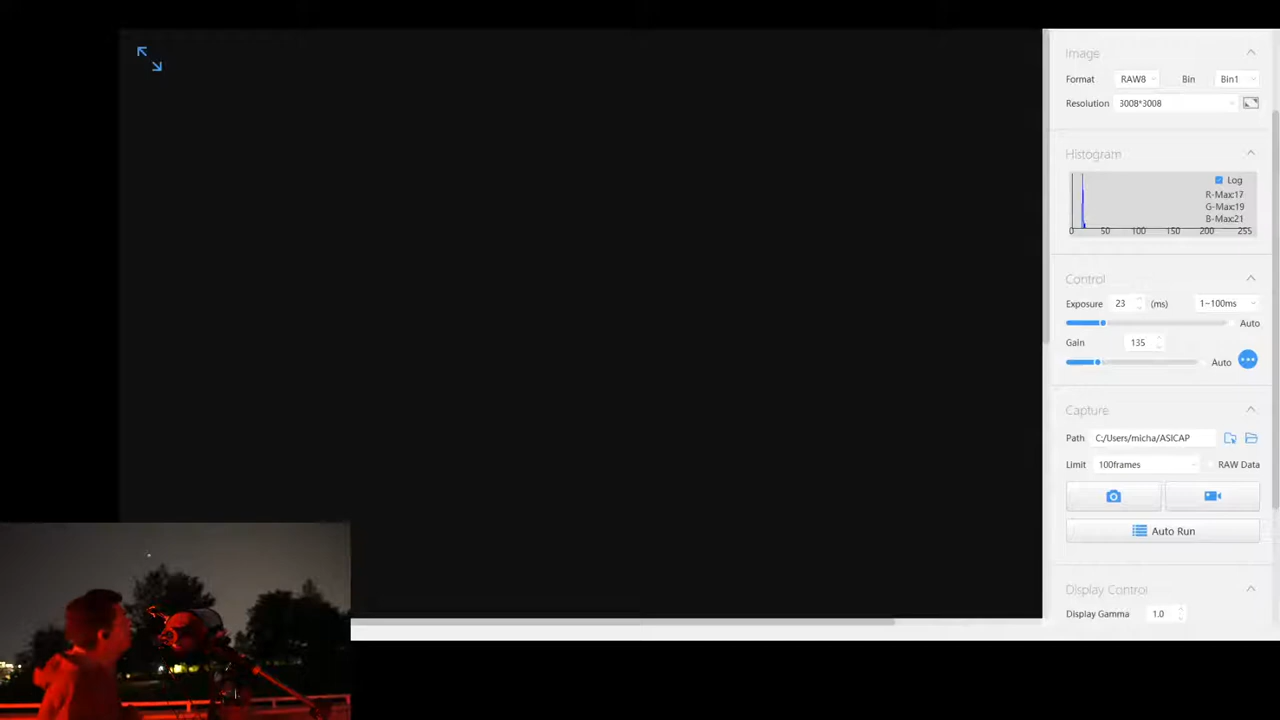 Image
Format RAW8 Bin Bin1
Resolution 3008*3008
Histogram
Log
R-Max:17
G-Max:19
B-Max:21
0 50 100 150 200 255
Control
Exposure 23 (ms) 1~100ms
Auto
Gain 135
Auto
Capture
Path C:/Users/micha/ASICAP
Limit 100frames RAW Data
Auto Run
Display Control
Display Gamma 1.0